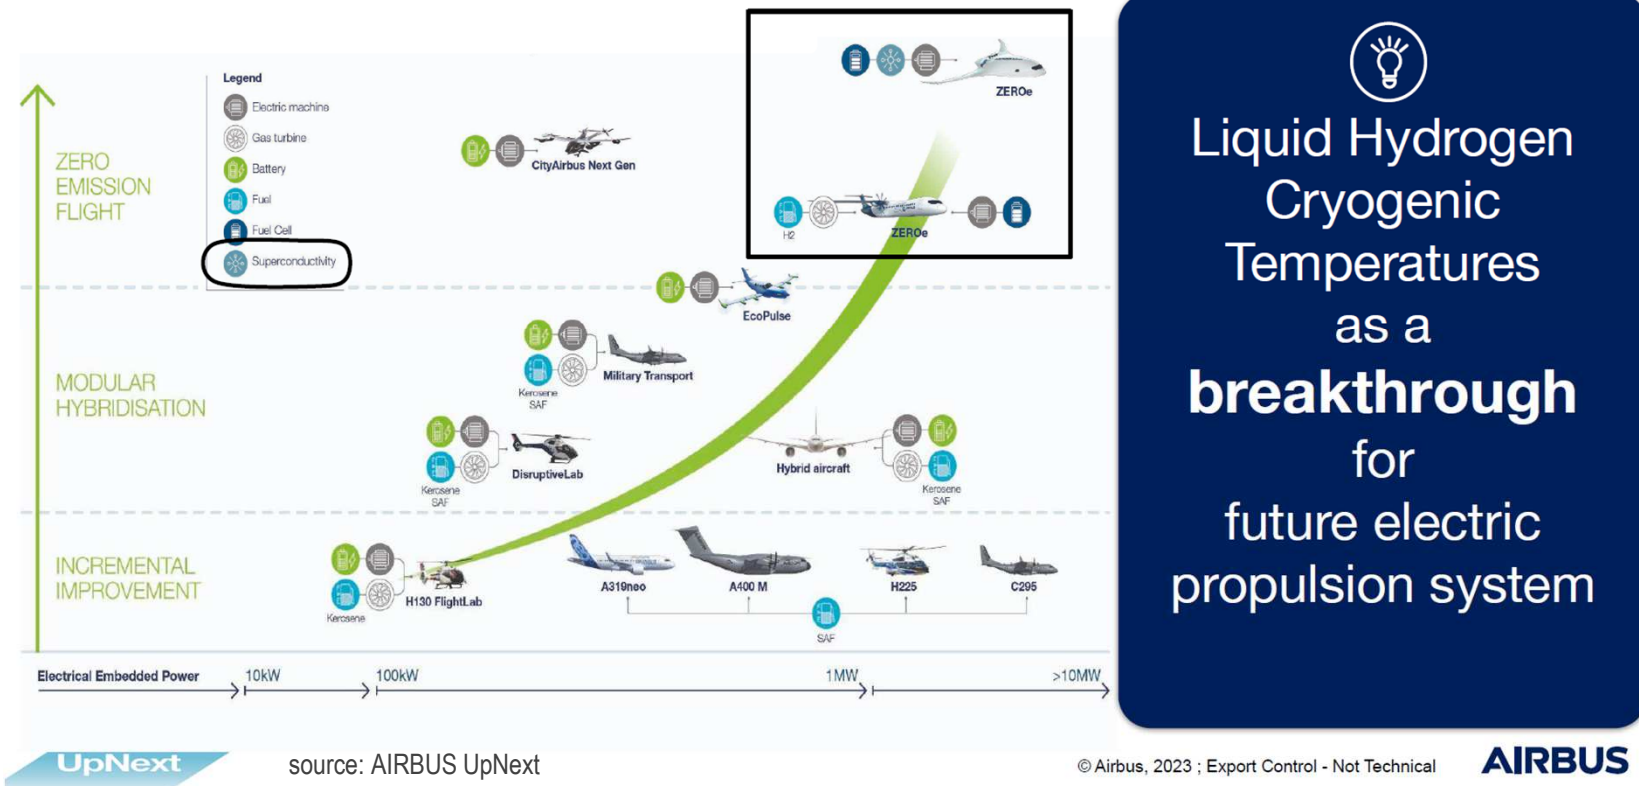 Legend
Electric machine
Gas turbine
Battery
Fuel
Fuel Cell
Superconductivity
ZERO
EMISSION
FLIGHT
CityAirbus Next Gen
ZEROe
H2
ZEROe
EcoPulse
MODULAR
HYBRIDISATION
Military Transport
Kerosene
SAF
DisruptiveLab
Kerosene
SAF
Hybrid aircraft
Kerosene
SAF
INCREMENTAL
IMPROVEMENT
H130 FlightLab
Kerosene
A319neo
A400 M
H225
C295
SAF
Electrical Embedded Power
10kW
100kW
1MW
>10MW
Liquid Hydrogen
Cryogenic
Temperatures
as a
breakthrough
for
future electric
propulsion system
UpNext
source: AIRBUS UpNext
© Airbus, 2023 ; Export Control - Not Technical
AIRBUS